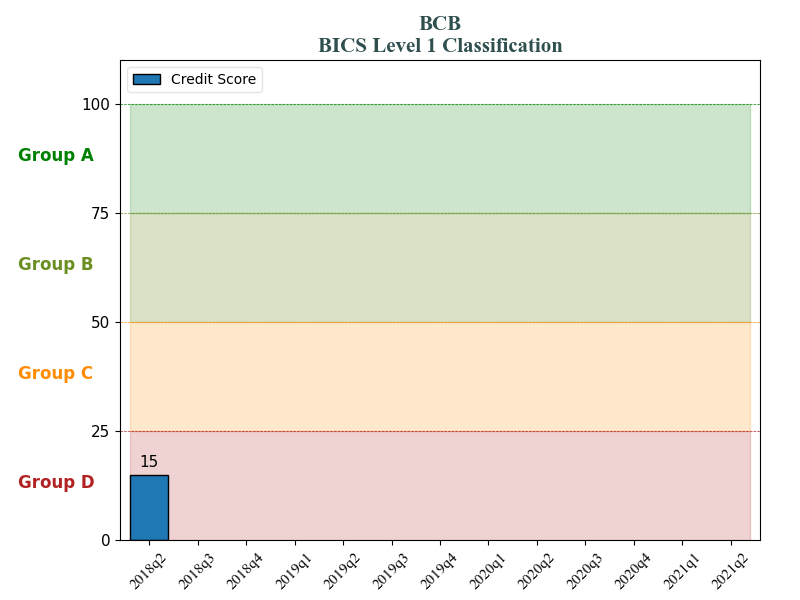 BCB
BICS Level 1 Classification
Credit Score
100
Group A
75
Group B
50
Group C
25
15
Group D
0
2018q2 2018q3 2018q4 2019q1 2019q2 2019q3 2019q4 2020q1 2020q2 2020q3 2020q4 2021q1 2021q2